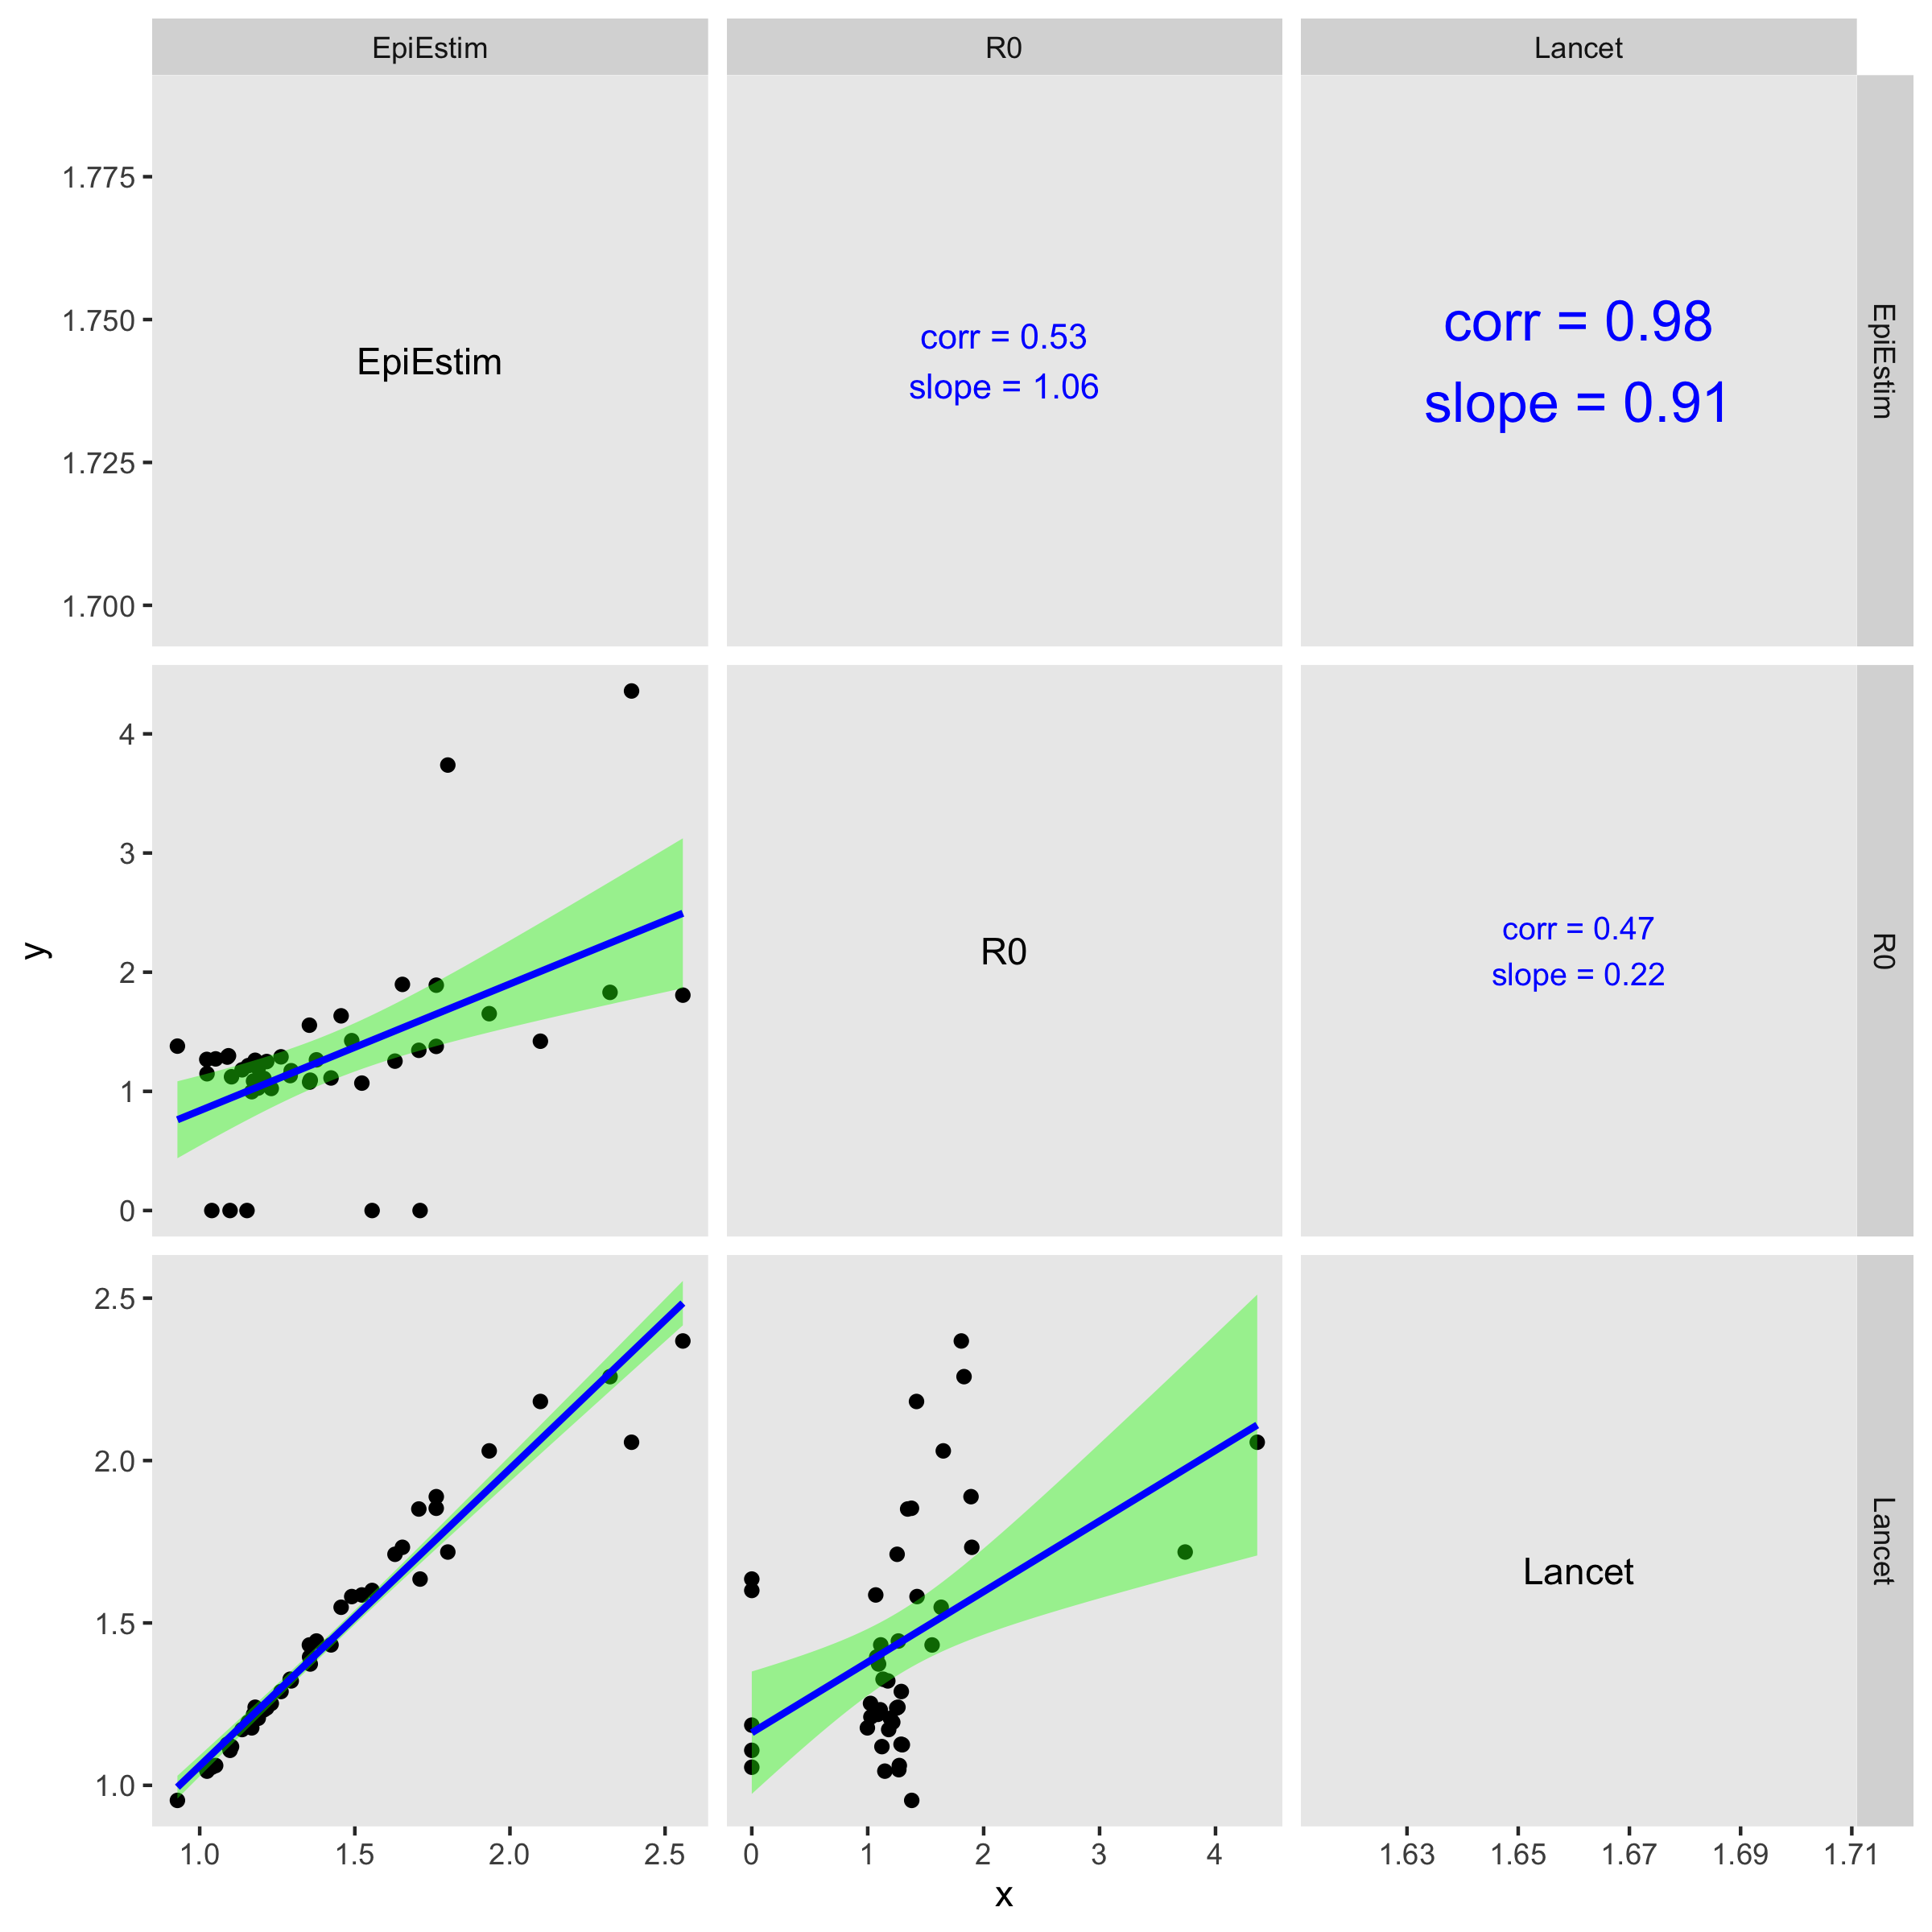 EpiEstim R0 Lancet
1.775
1.750
1.725
1.700
EpiEstim
corr = 0.53
slope = 1.06
corr = 0.98
slope = 0.91
EpiEstim
y
4
3
2
1
0
R0
corr = 0.47
slope = 0.22
R0
2.5
2.0
1.5
1.0
Lancet
Lancet
1.0 1.5 2.0 2.5 0 1 2 3 4 1.63 1.65 1.67 1.69 1.71
x